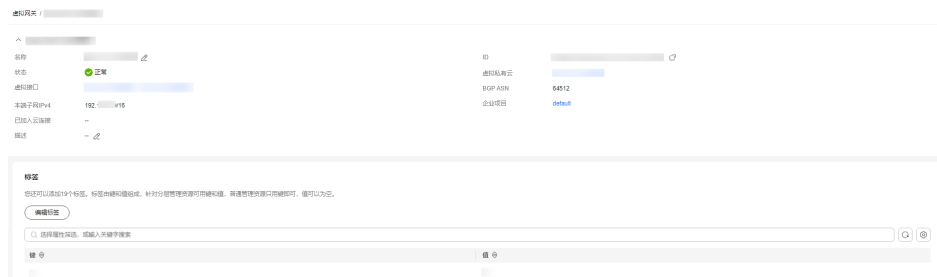 虚拟网关 /
名称
ID
状态 正常
虚拟私有云
虚拟接口
BGP ASN 64512
本端子网IPv4 192. /16
企业项目 default
已加入云连接 --
描述 --
标签
您还可以添加19个标签。标签由键和值组成，针对分层管理资源可用键和值，普通管理资源只用键即可，值可以为空。
编辑标签
选择属性筛选，或输入关键字搜索
键 值